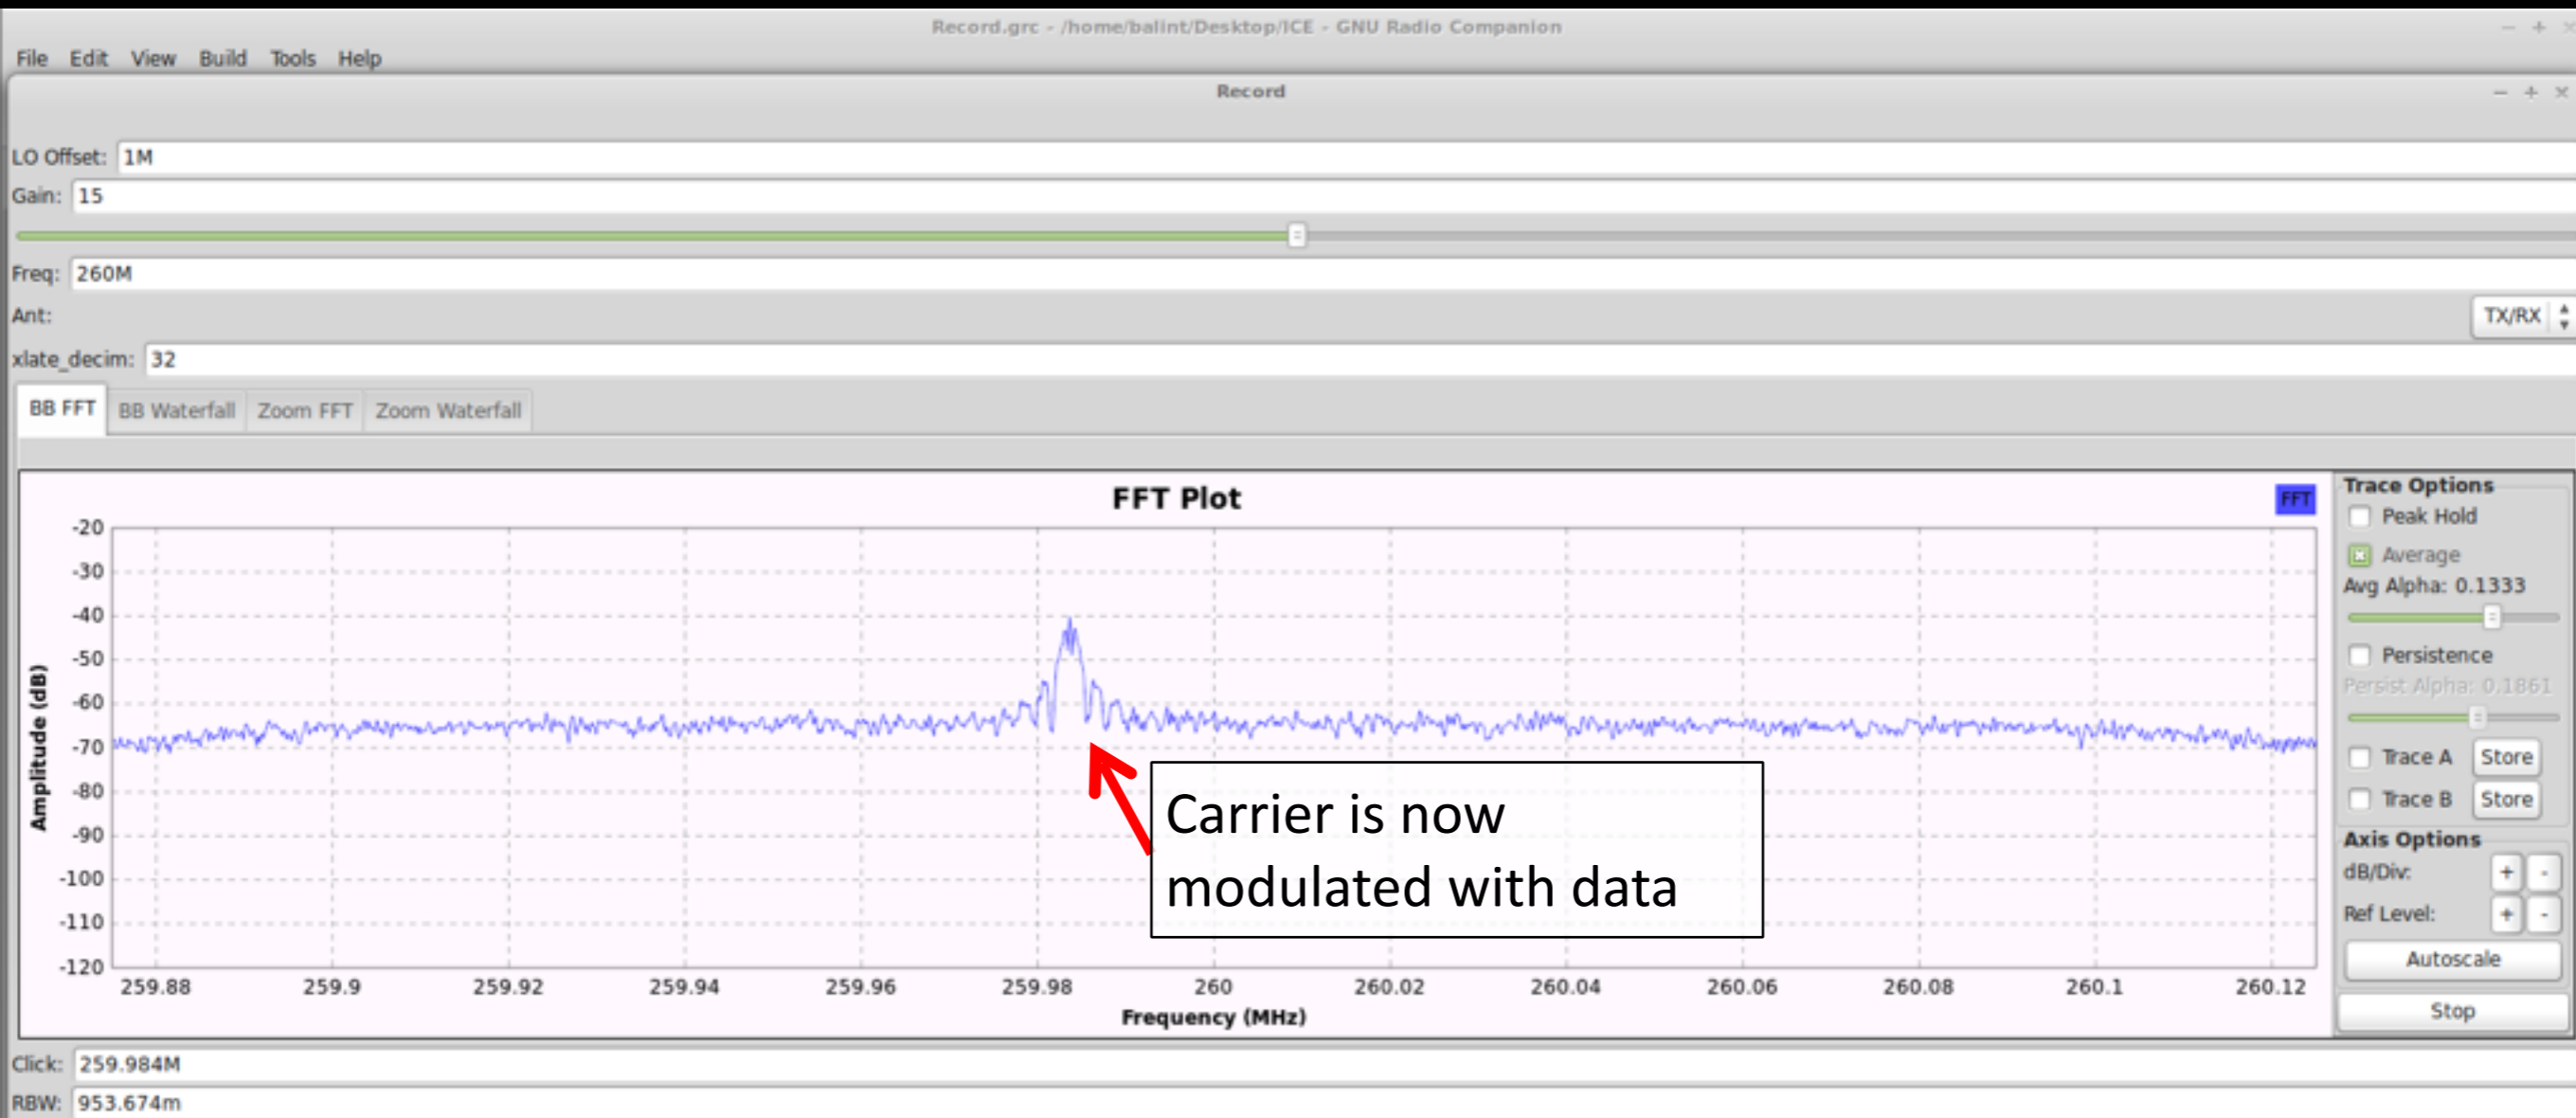 Record.grc - /home/balint/Desktop/ICE - GNU Radio Companion
File Edit View Build Tools Help
Record
LO Offset: 1M
Gain: 15
Freq: 260M
Ant: TX/RX
xlate_decim: 32
BB FFT BB Waterfall Zoom FFT Zoom Waterfall
FFT Plot
FFT
Amplitude (dB)
-20
-30
-40
-50
-60
-70
-80
-90
-100
-110
-120
Carrier is now
modulated with data
259.88 259.9 259.92 259.94 259.96 259.98 260 260.02 260.04 260.06 260.08 260.1 260.12
Frequency (MHz)
Trace Options
Peak Hold
Average
Avg Alpha: 0.1333
Persistence
Persist Alpha: 0.1861
Trace A Store
Trace B Store
Axis Options
dB/Div: + -
Ref Level: + -
Autoscale
Stop
Click: 259.984M
RBW: 953.674m